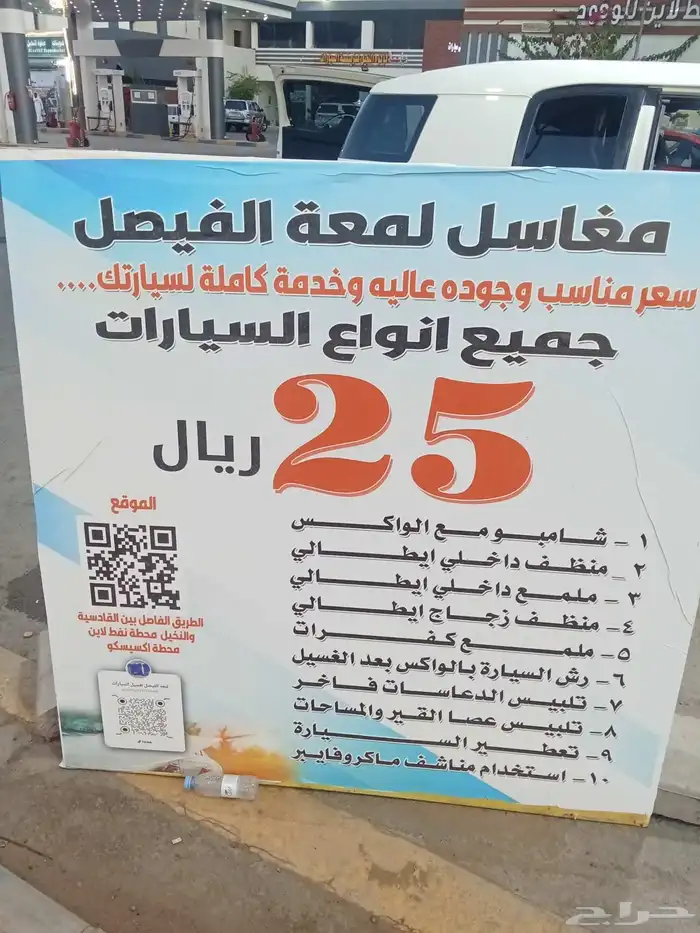 مغاسل لمعة الفيصل
سعر مناسب وجوده عاليه وخدمة كاملة لسيارتك....
جميع انواع السيارات
25 ريال
١- شامبو مع الواكس
٢- منظف داخلي ايطالي
٣- ملمع داخلي ايطالي
٤- منظف زجاج ايطالي
٥- ملمع كفرات
٦- رش السيارة بالواكس بعد الغسيل
٧- تلبيس الدعاسات فاخر
٨- تلبيس عصا القير والمساحات
٩- تعطير السيارة
١٠- استخدام مناشف ماكروفايبر
الموقع
الطريق الفاصل بين القادسية
والنخيل محطة نفط لاين
محطة اكسيسكو
حراج